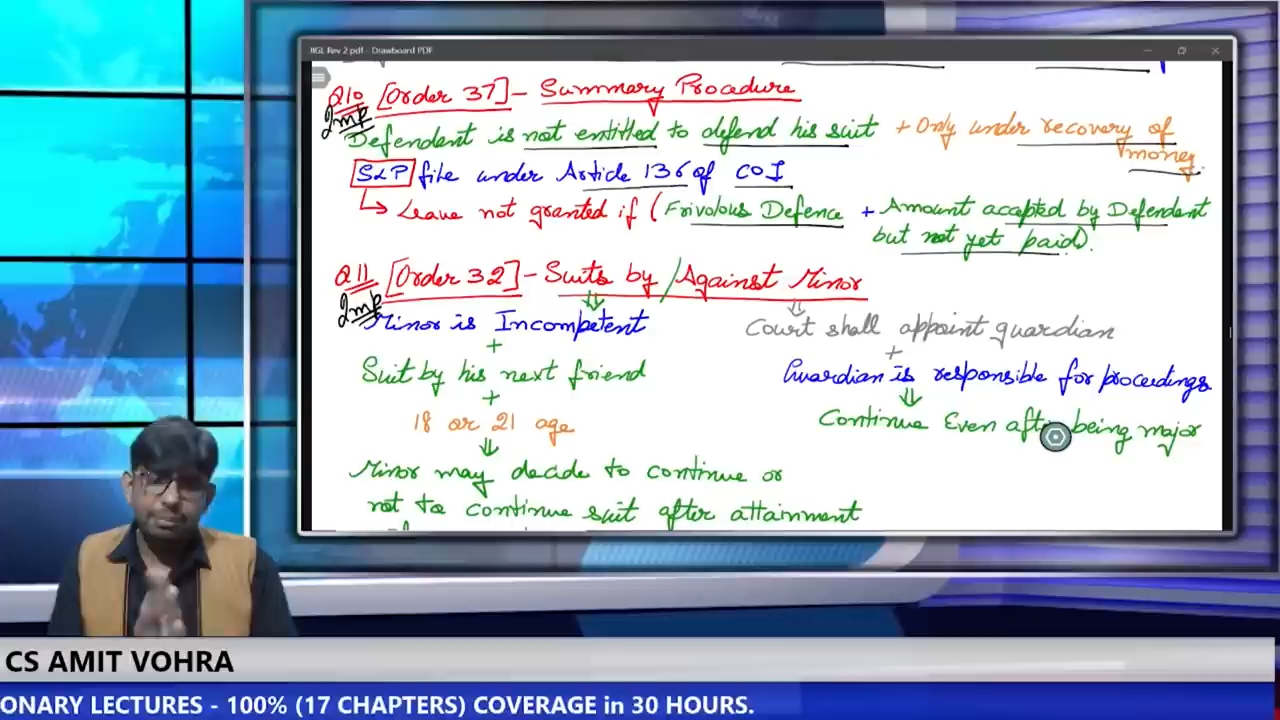 JIGL Rev 2.pdf - Drawboard PDF
Q10 [Order 37] - Summary Procedure
Imp
Defendent is not entitled to defend his suit + Only under recovery of money.
SLP file under Article 136 of COI
↳ Leave not granted if (Frivolous Defence + Amount accepted by Defendent but not yet paid).
Q11 [Order 32] - Suits by / Against Minor
Imp
Minor is Incompetent
+
Suit by his next friend
+
18 or 21 age
⇓
Minor may decide to continue or
not to continue suit after attainment
Court shall appoint guardian
+
Guardian is responsible for proceedings
⇓
Continue Even after being major
CS AMIT VOHRA
ONARY LECTURES - 100% (17 CHAPTERS) COVERAGE in 30 HOURS.